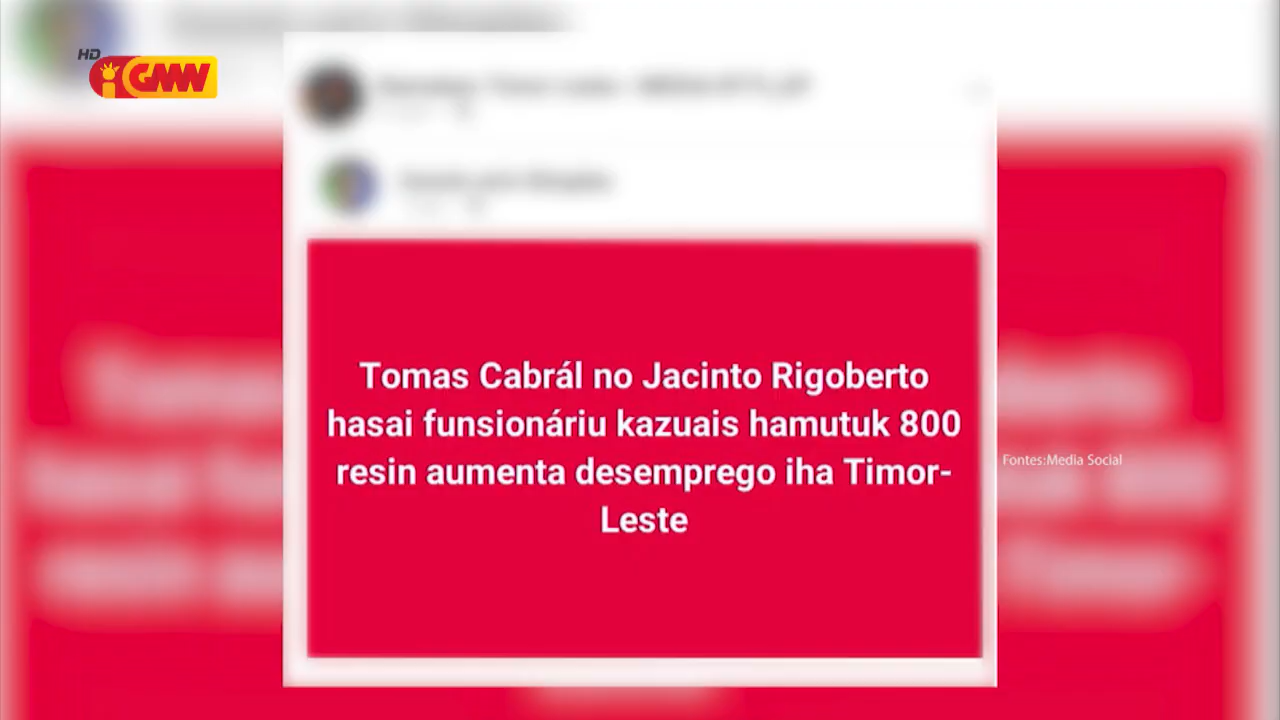 HD
GMN
Tomas Cabrál no Jacinto Rigoberto
hasai funsionáriu kazuais hamutuk 800
resin aumenta desemprego iha Timor-
Leste
Fontes:Media Social